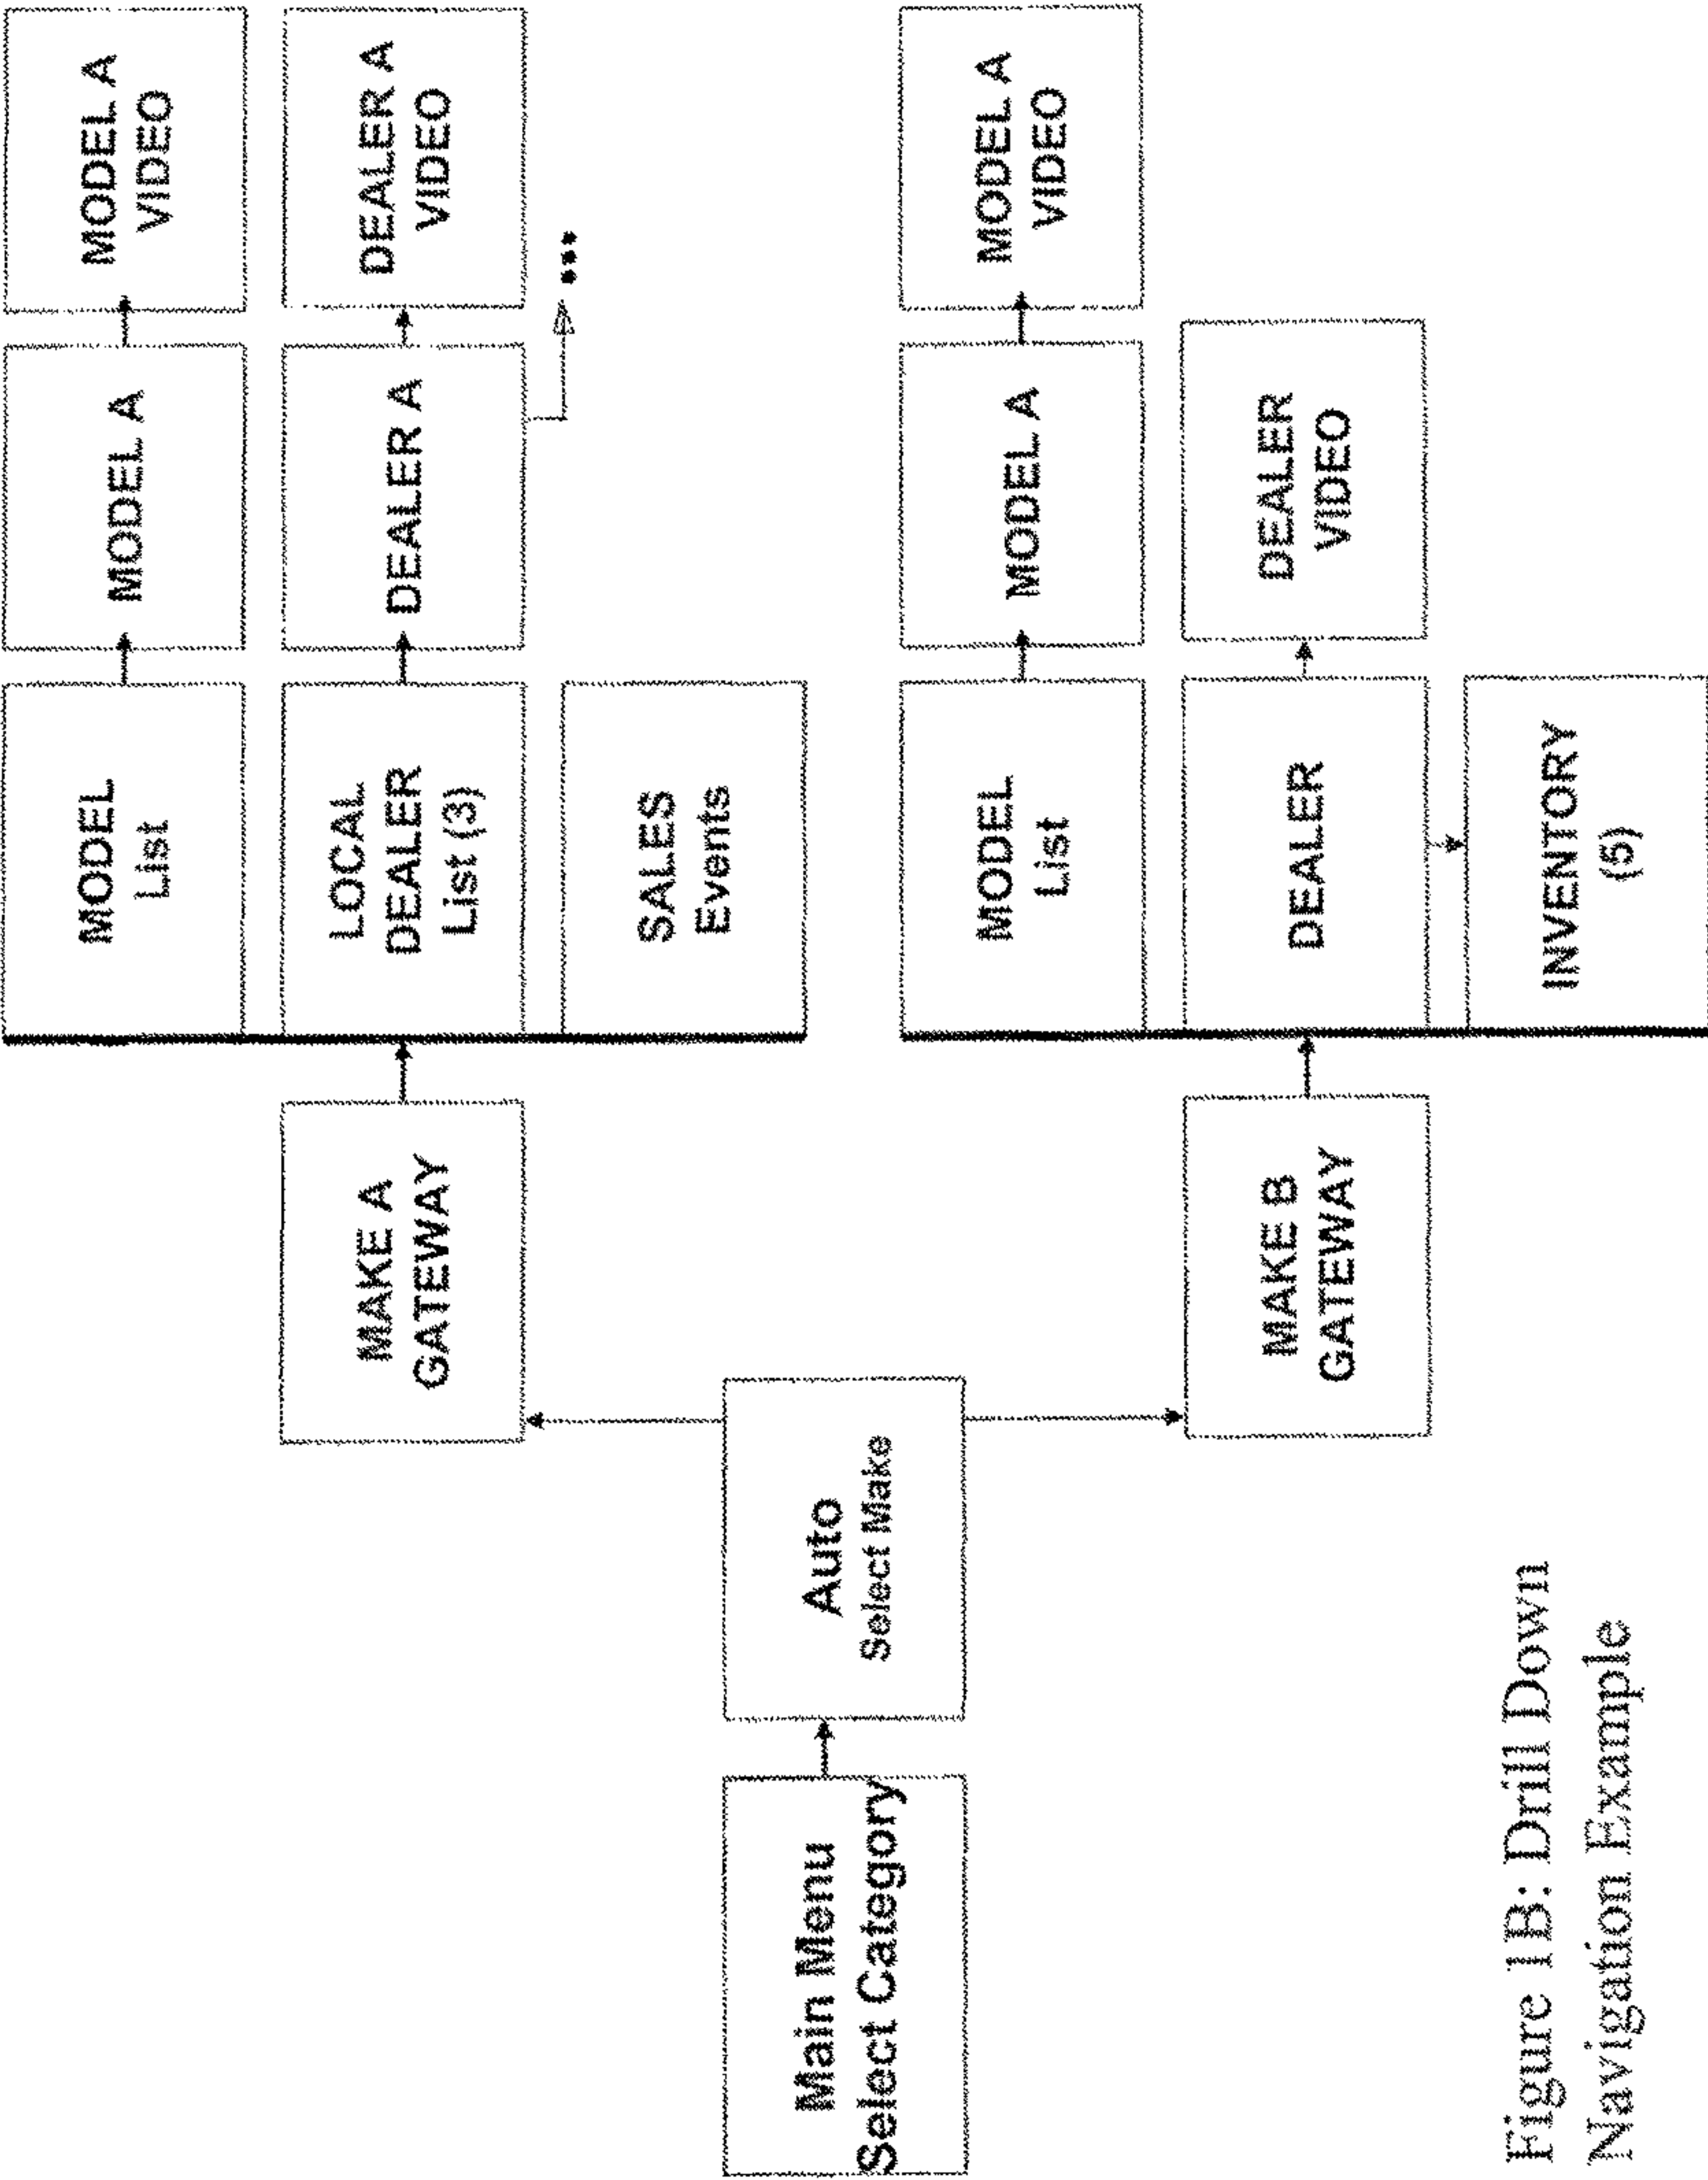 Main Menu
Select Category
Auto
Select Make
MAKE A
GATEWAY
MODEL
List
MODEL A
MODEL A
VIDEO
LOCAL
DEALER
List (3)
DEALER A
DEALER A
VIDEO
•••
SALES
Events
MAKE B
GATEWAY
MODEL
List
MODEL A
MODEL A
VIDEO
DEALER
DEALER
VIDEO
INVENTORY
(5)
Figure 1B: Drill Down
Navigation Example